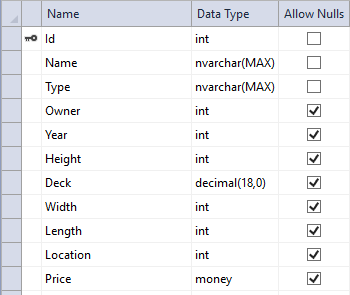 Name Data Type Allow Nulls
Id int
Name nvarchar(MAX)
Type nvarchar(MAX)
Owner int
Year int
Height int
Deck decimal(18,0)
Width int
Length int
Location int
Price money